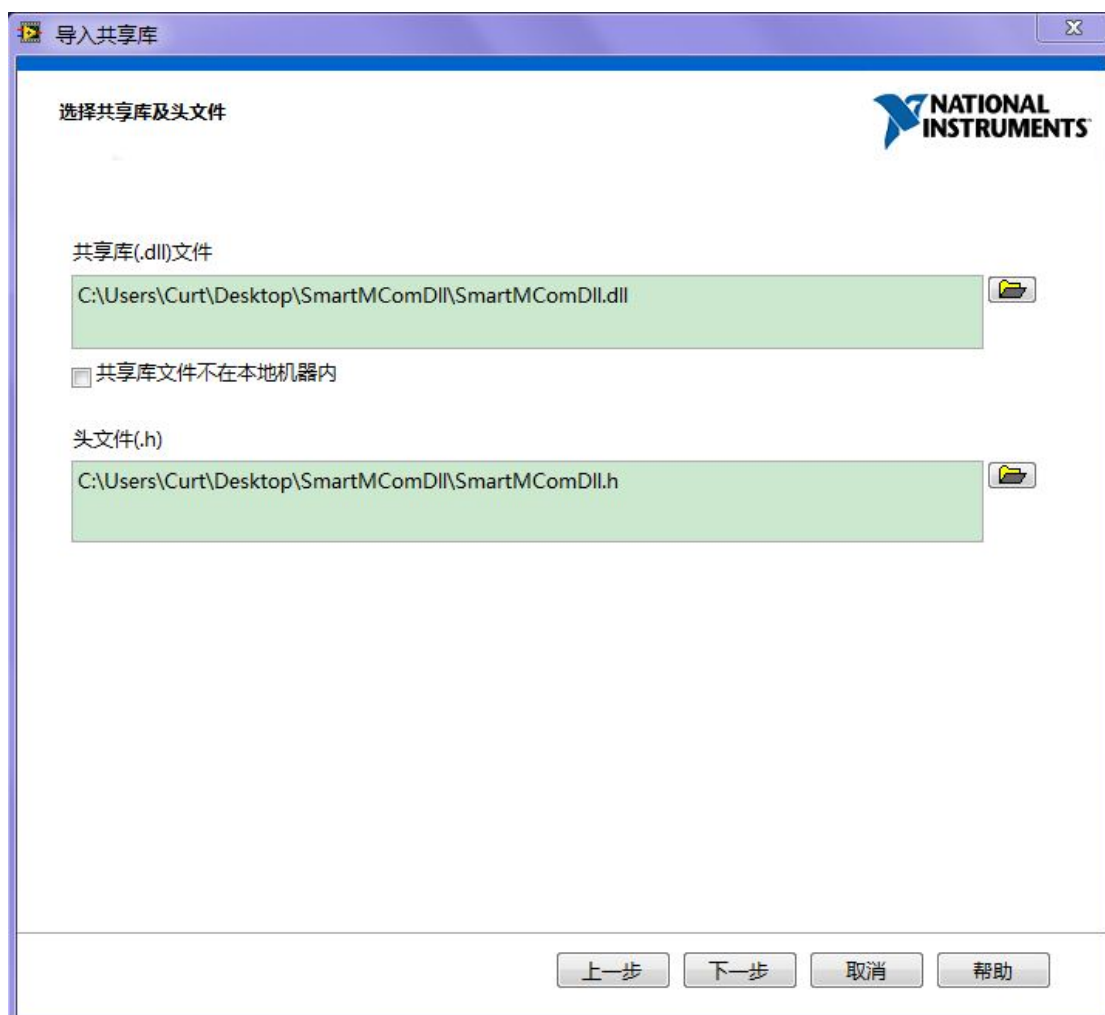 导入共享库
选择共享库及头文件
NATIONAL
INSTRUMENTS
共享库(.dll)文件
C:\Users\Curt\Desktop\SmartMComDll\SmartMComDll.dll
共享库文件不在本地机器内
头文件(.h)
C:\Users\Curt\Desktop\SmartMComDll\SmartMComDll.h
上一步 下一步 取消 帮助